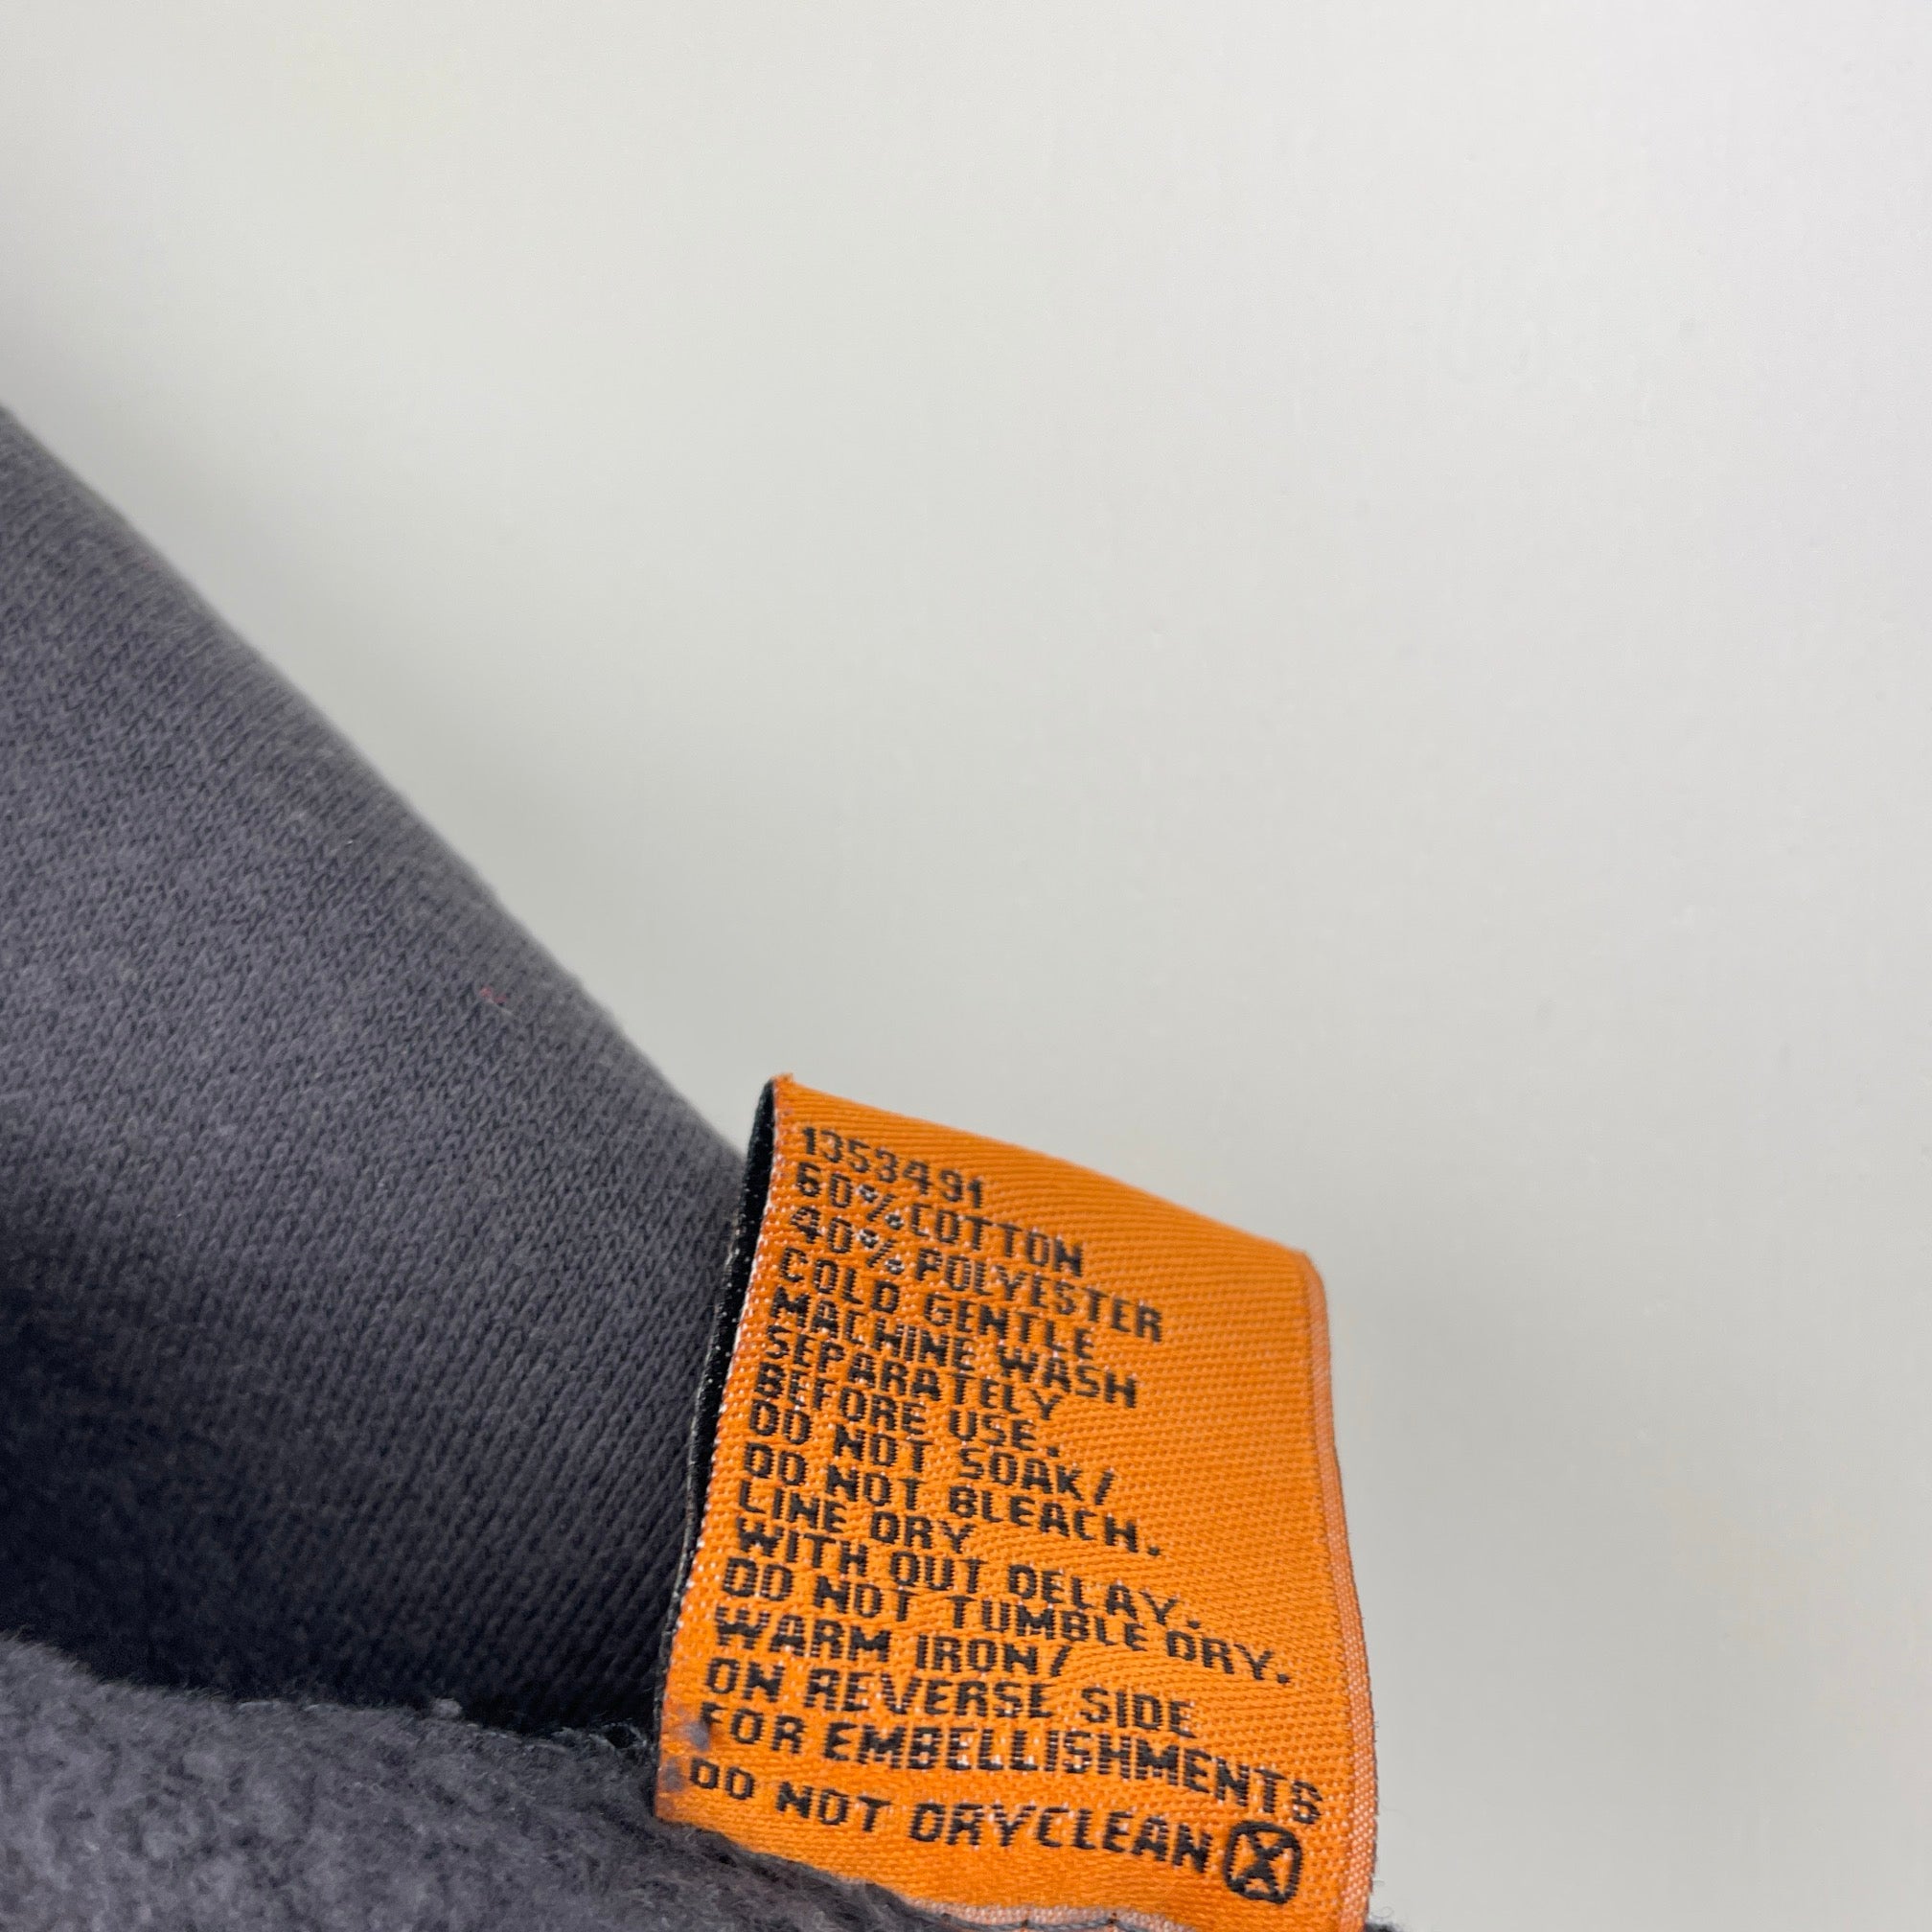 1353491
60% COTTON
40% POLYESTER
COLD GENTLE
MACHINE WASH
SEPARATELY
BEFORE USE.
DO NOT SOAK/
DO NOT BLEACH.
LINE DRY
WITH OUT DELAY.
DO NOT TUMBLE DRY.
WARM IRON/
ON REVERSE SIDE
FOR EMBELLISHMENTS
DO NOT DRYCLEAN